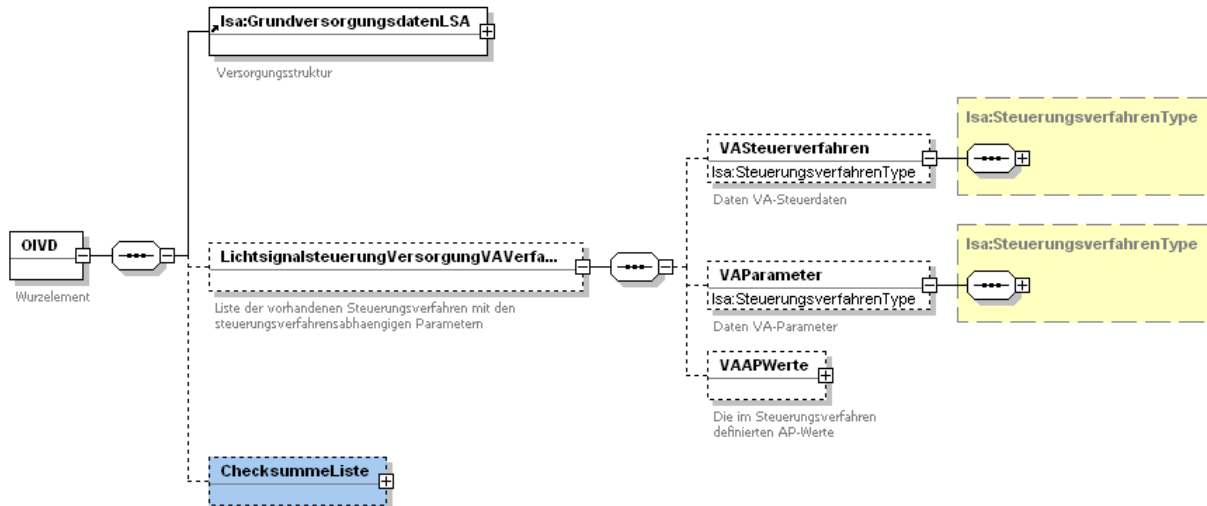 lsa:GrundversorgungsdatenLSA
Versorgungsstruktur
OIVD
Wurzelement
LichtsignalsteuerungVersorgungVAVerfa...
Liste der vorhandenen Steuerungsverfahren mit den
steuerungsverfahrensabhaengigen Parametern
ChecksummeListe
VASteuerverfahren
lsa:SteuerungsverfahrenType
Daten VA-Steuerdaten
lsa:SteuerungsverfahrenType
VAParameter
lsa:SteuerungsverfahrenType
Daten VA-Parameter
lsa:SteuerungsverfahrenType
VAAPWerte
Die im Steuerungsverfahren
definierten AP-Werte